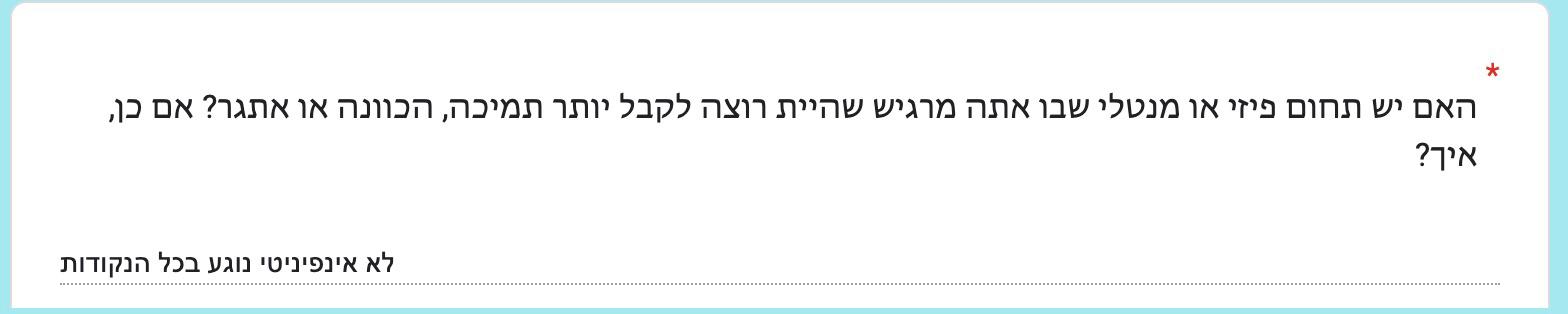 *
האם יש תחום פיזי או מנטלי שבו אתה מרגיש שהיית רוצה לקבל יותר תמיכה, הכוונה או אתגר? אם כן,
איך?
לא אינפיניטי נוגע בכל הנקודות